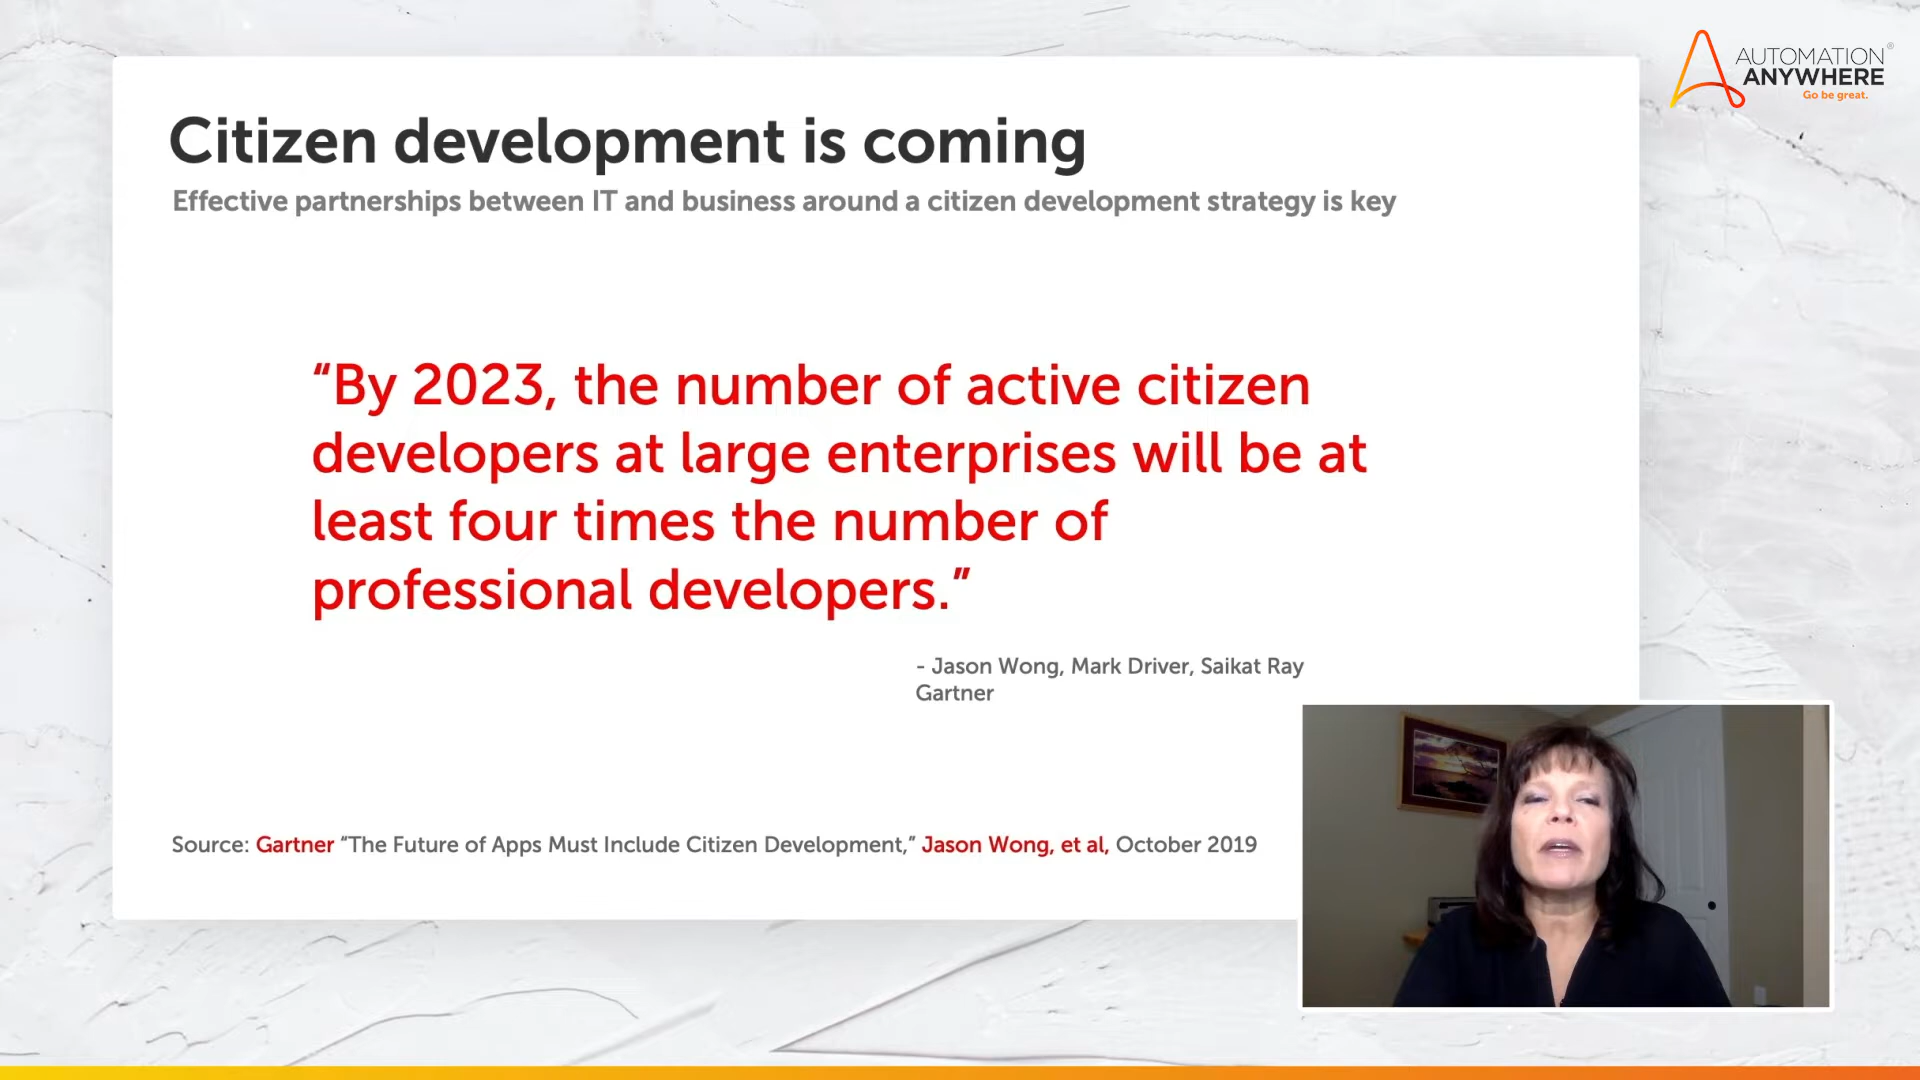 AUTOMATION®
ANYWHERE
Go be great.
Citizen development is coming
Effective partnerships between IT and business around a citizen development strategy is key
“By 2023, the number of active citizen
developers at large enterprises will be at
least four times the number of
professional developers.”
- Jason Wong, Mark Driver, Saikat Ray
Gartner
Source: Gartner “The Future of Apps Must Include Citizen Development,” Jason Wong, et al, October 2019